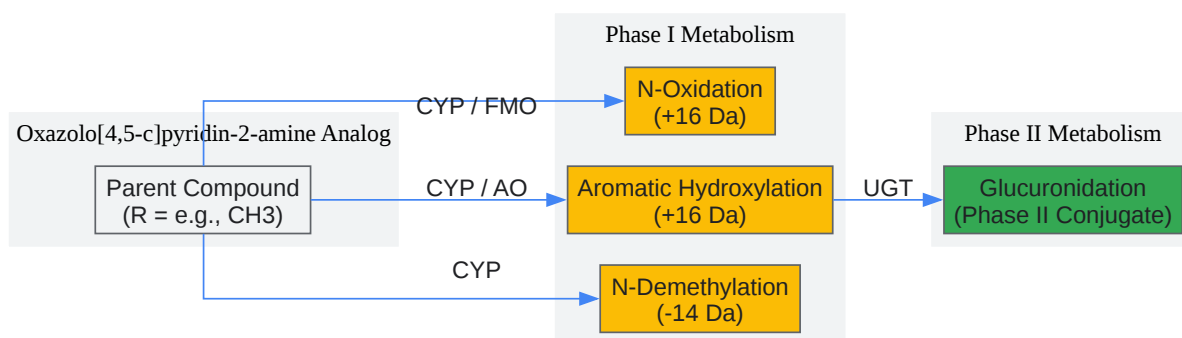 Phase I Metabolism
N-Oxidation
(+16 Da)
CYP / FMO
Oxazolo[4,5-c]pyridin-2-amine Analog
Phase II Metabolism
Parent Compound
(R = e.g., CH3)
CYP / AO
Aromatic Hydroxylation
(+16 Da)
UGT
Glucuronidation
(Phase II Conjugate)
CYP
N-Demethylation
(-14 Da)